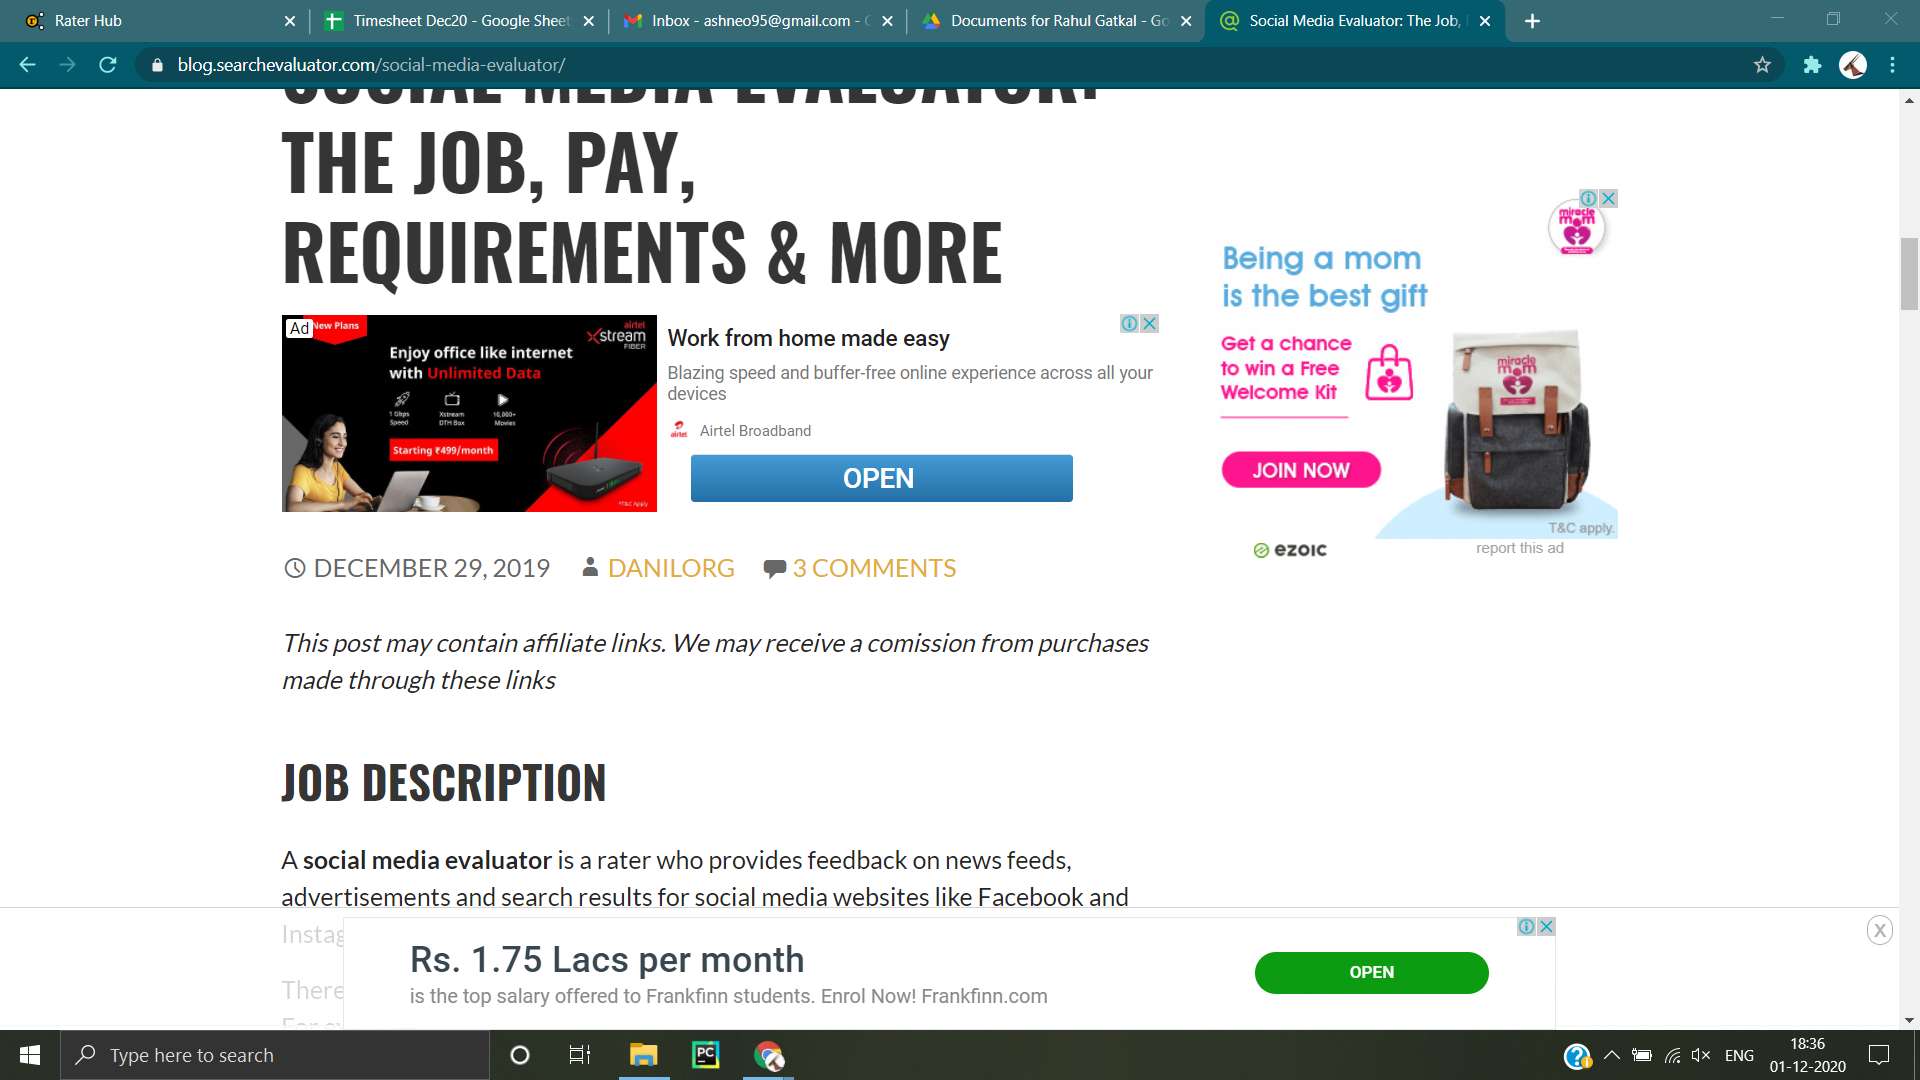 Rater Hub
Timesheet Dec20 - Google Sheet
Inbox - ashneo95@gmail.com -
Documents for Rahul Gatkal - Go
Social Media Evaluator: The Job,
blog.searchevaluator.com/social-media-evaluator/
SOCIAL MEDIA EVALUATOR:
THE JOB, PAY,
REQUIREMENTS & MORE
Ad
New Plans
airtel
Xstream
FIBER
Enjoy office like internet
with Unlimited Data
1 Gbps
Speed
Xstream
DTH Box
10,000+
Movies
Starting ₹499/month
*T&C Apply
Work from home made easy
Blazing speed and buffer-free online experience across all your
devices
airtel
Airtel Broadband
OPEN
miracle
mom
Being a mom
is the best gift
Get a chance
to win a Free
Welcome Kit
miracle
mom
JOIN NOW
T&C apply.
ezoic
report this ad
DECEMBER 29, 2019 DANILORG 3 COMMENTS
This post may contain affiliate links. We may receive a comission from purchases
made through these links
JOB DESCRIPTION
A social media evaluator is a rater who provides feedback on news feeds,
advertisements and search results for social media websites like Facebook and
Instag
There
Rs. 1.75 Lacs per month
is the top salary offered to Frankfinn students. Enrol Now! Frankfinn.com
OPEN
X
Type here to search
PC
ENG
18:36
01-12-2020